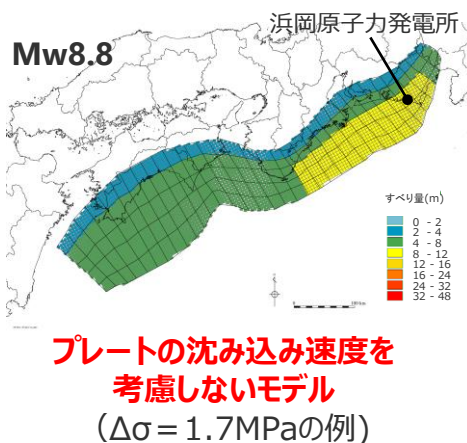 浜岡原子力発電所
Mw8.8
すべり量(m)
0 - 2
2 - 4
4 - 8
8 - 12
12 - 16
16 - 24
24 - 32
32 - 48
プレートの沈み込み速度を
考慮しないモデル
（Δσ＝1.7MPaの例)